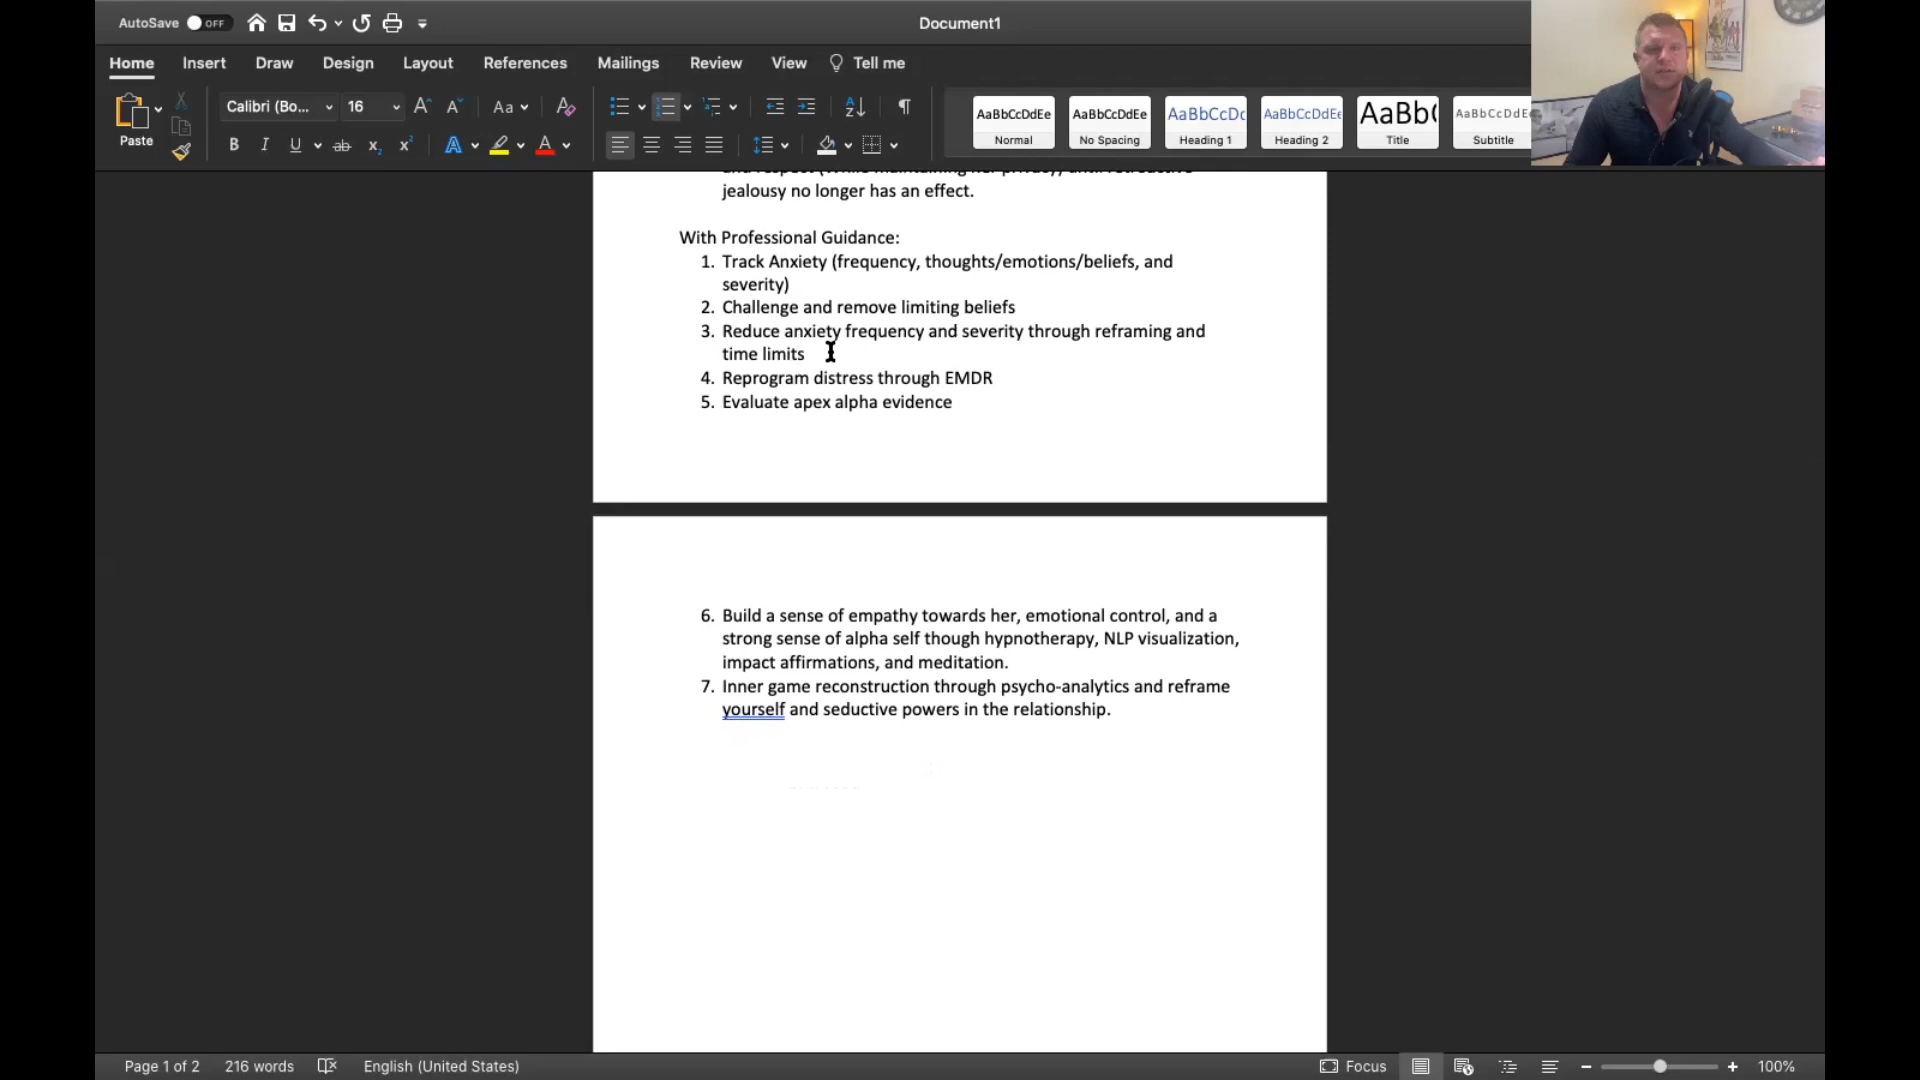 AutoSave OFF
Document1
Home Insert Draw Design Layout References Mailings Review View Tell me
Paste
Calibri (Bo... 16
AaBbCcDdEe AaBbCcDdEe AaBbCcDc AaBbCcDdEe AaBb( AaBbCcDdEe
Normal No Spacing Heading 1 Heading 2 Title Subtitle
jealousy no longer has an effect.
With Professional Guidance:
1. Track Anxiety (frequency, thoughts/emotions/beliefs, and
severity)
2. Challenge and remove limiting beliefs
3. Reduce anxiety frequency and severity through reframing and
time limits
4. Reprogram distress through EMDR
5. Evaluate apex alpha evidence
6. Build a sense of empathy towards her, emotional control, and a
strong sense of alpha self though hypnotherapy, NLP visualization,
impact affirmations, and meditation.
7. Inner game reconstruction through psycho-analytics and reframe
yourself and seductive powers in the relationship.
Page 1 of 2 216 words English (United States) Focus 100%